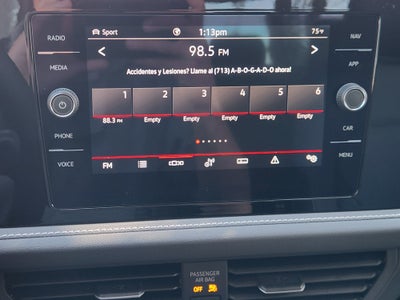 RADIO
MEDIA
PHONE
VOICE
Sport
1:13pm
75°F
98.5 FM
Accidentes y Lesiones? Llame al (713) A-B-O-G-A-D-O ahora!
1 2 3 4 5 6
88.3 FM Empty Empty Empty Empty Empty
FM
NAV
APP
CAR
MENU
PASSENGER
AIR BAG
OFF